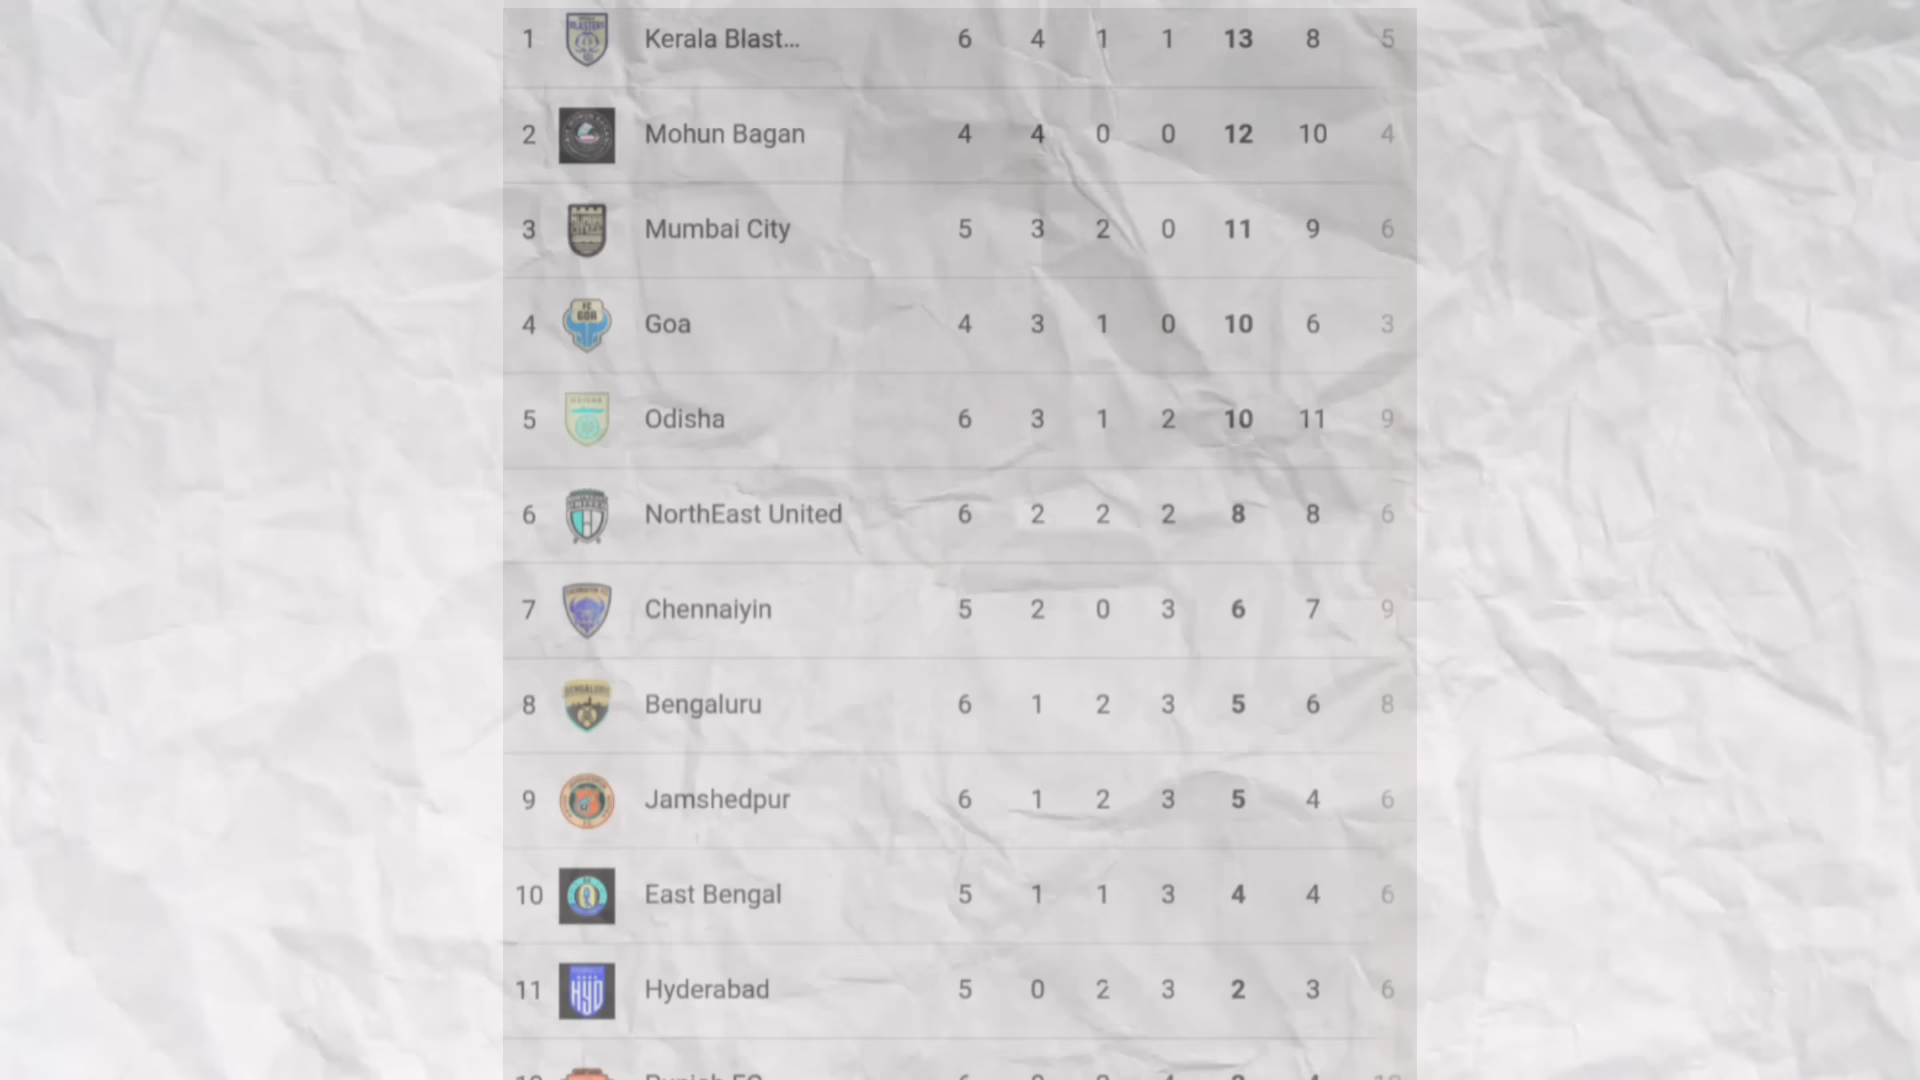 1 Kerala Blast... 6 4 1 1 13 8 5
2 Mohun Bagan 4 4 0 0 12 10 4
3 Mumbai City 5 3 2 0 11 9 6
4 FC GOA Goa 4 3 1 0 10 6 3
5 ODISHA Odisha 6 3 1 2 10 11 9
6 NorthEast United 6 2 2 2 8 8 6
7 Chennaiyin 5 2 0 3 6 7 9
8 BENGALURU Bengaluru 6 1 2 3 5 6 8
9 Jamshedpur 6 1 2 3 5 4 6
10 East Bengal 5 1 1 3 4 4 6
11 HYD Hyderabad 5 0 2 3 2 3 6